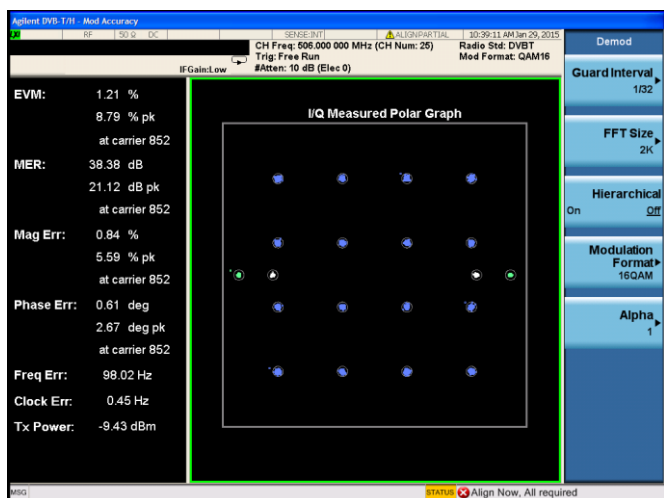 Agilent DVB-T/H - Mod Accuracy
RF 50 Ω DC SENSE:INT ALIGN PARTIAL 10:39:11 AM Jan 29, 2015
CH Freq: 506.000 000 MHz (CH Num: 25) Radio Std: DVBT
Trig: Free Run Mod Format: QAM16
IFGain:Low #Atten: 10 dB (Elec 0)
EVM: 1.21 %
8.79 % pk
at carrier 852
MER: 38.38 dB
21.12 dB pk
at carrier 852
Mag Err: 0.84 %
5.59 % pk
at carrier 852
Phase Err: 0.61 deg
2.67 deg pk
at carrier 852
Freq Err: 98.02 Hz
Clock Err: 0.45 Hz
Tx Power: -9.43 dBm
I/Q Measured Polar Graph
Demod
Guard Interval
1/32
FFT Size
2K
Hierarchical
On Off
Modulation
Format
16QAM
Alpha
1
MSG STATUS Align Now, All required